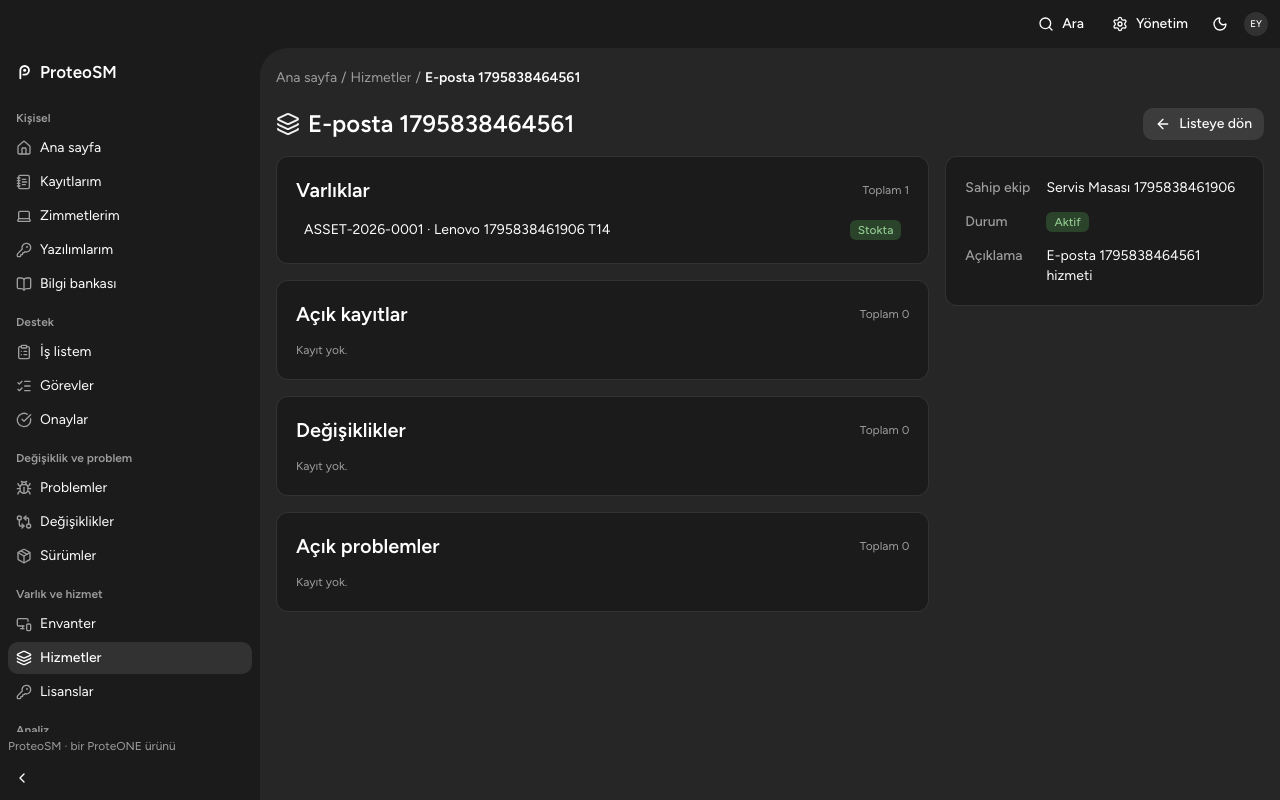 Ara
Yönetim
EY
ProteoSM
Kişisel
Ana sayfa
Kayıtlarım
Zimmetlerim
Yazılımlarım
Bilgi bankası
Destek
İş listem
Görevler
Onaylar
Değişiklik ve problem
Problemler
Değişiklikler
Sürümler
Varlık ve hizmet
Envanter
Hizmetler
Lisanslar
Analiz
ProteoSM · bir ProteONE ürünü
Ana sayfa / Hizmetler / E-posta 1795838464561
E-posta 1795838464561
Listeye dön
Varlıklar
Toplam 1
ASSET-2026-0001 · Lenovo 1795838461906 T14
Stokta
Açık kayıtlar
Toplam 0
Kayıt yok.
Değişiklikler
Toplam 0
Kayıt yok.
Açık problemler
Toplam 0
Kayıt yok.
Sahip ekip Servis Masası 1795838461906
Durum Aktif
Açıklama E-posta 1795838464561
hizmeti